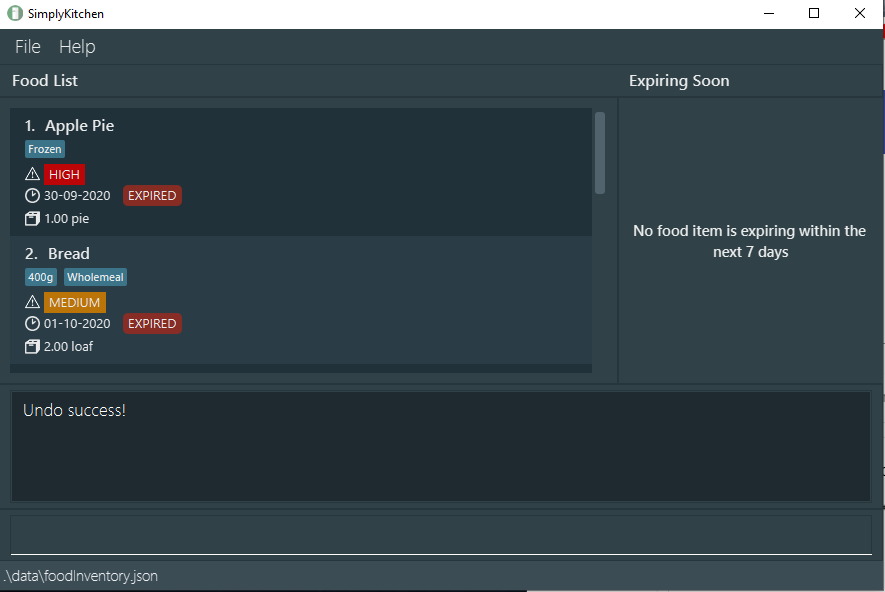 SimplyKitchen
File Help
Food List
Expiring Soon
1. Apple Pie
Frozen
HIGH
30-09-2020 EXPIRED
1.00 pie
2. Bread
400g Wholemeal
MEDIUM
01-10-2020 EXPIRED
2.00 loaf
No food item is expiring within the
next 7 days
Undo success!
.\data\foodInventory.json